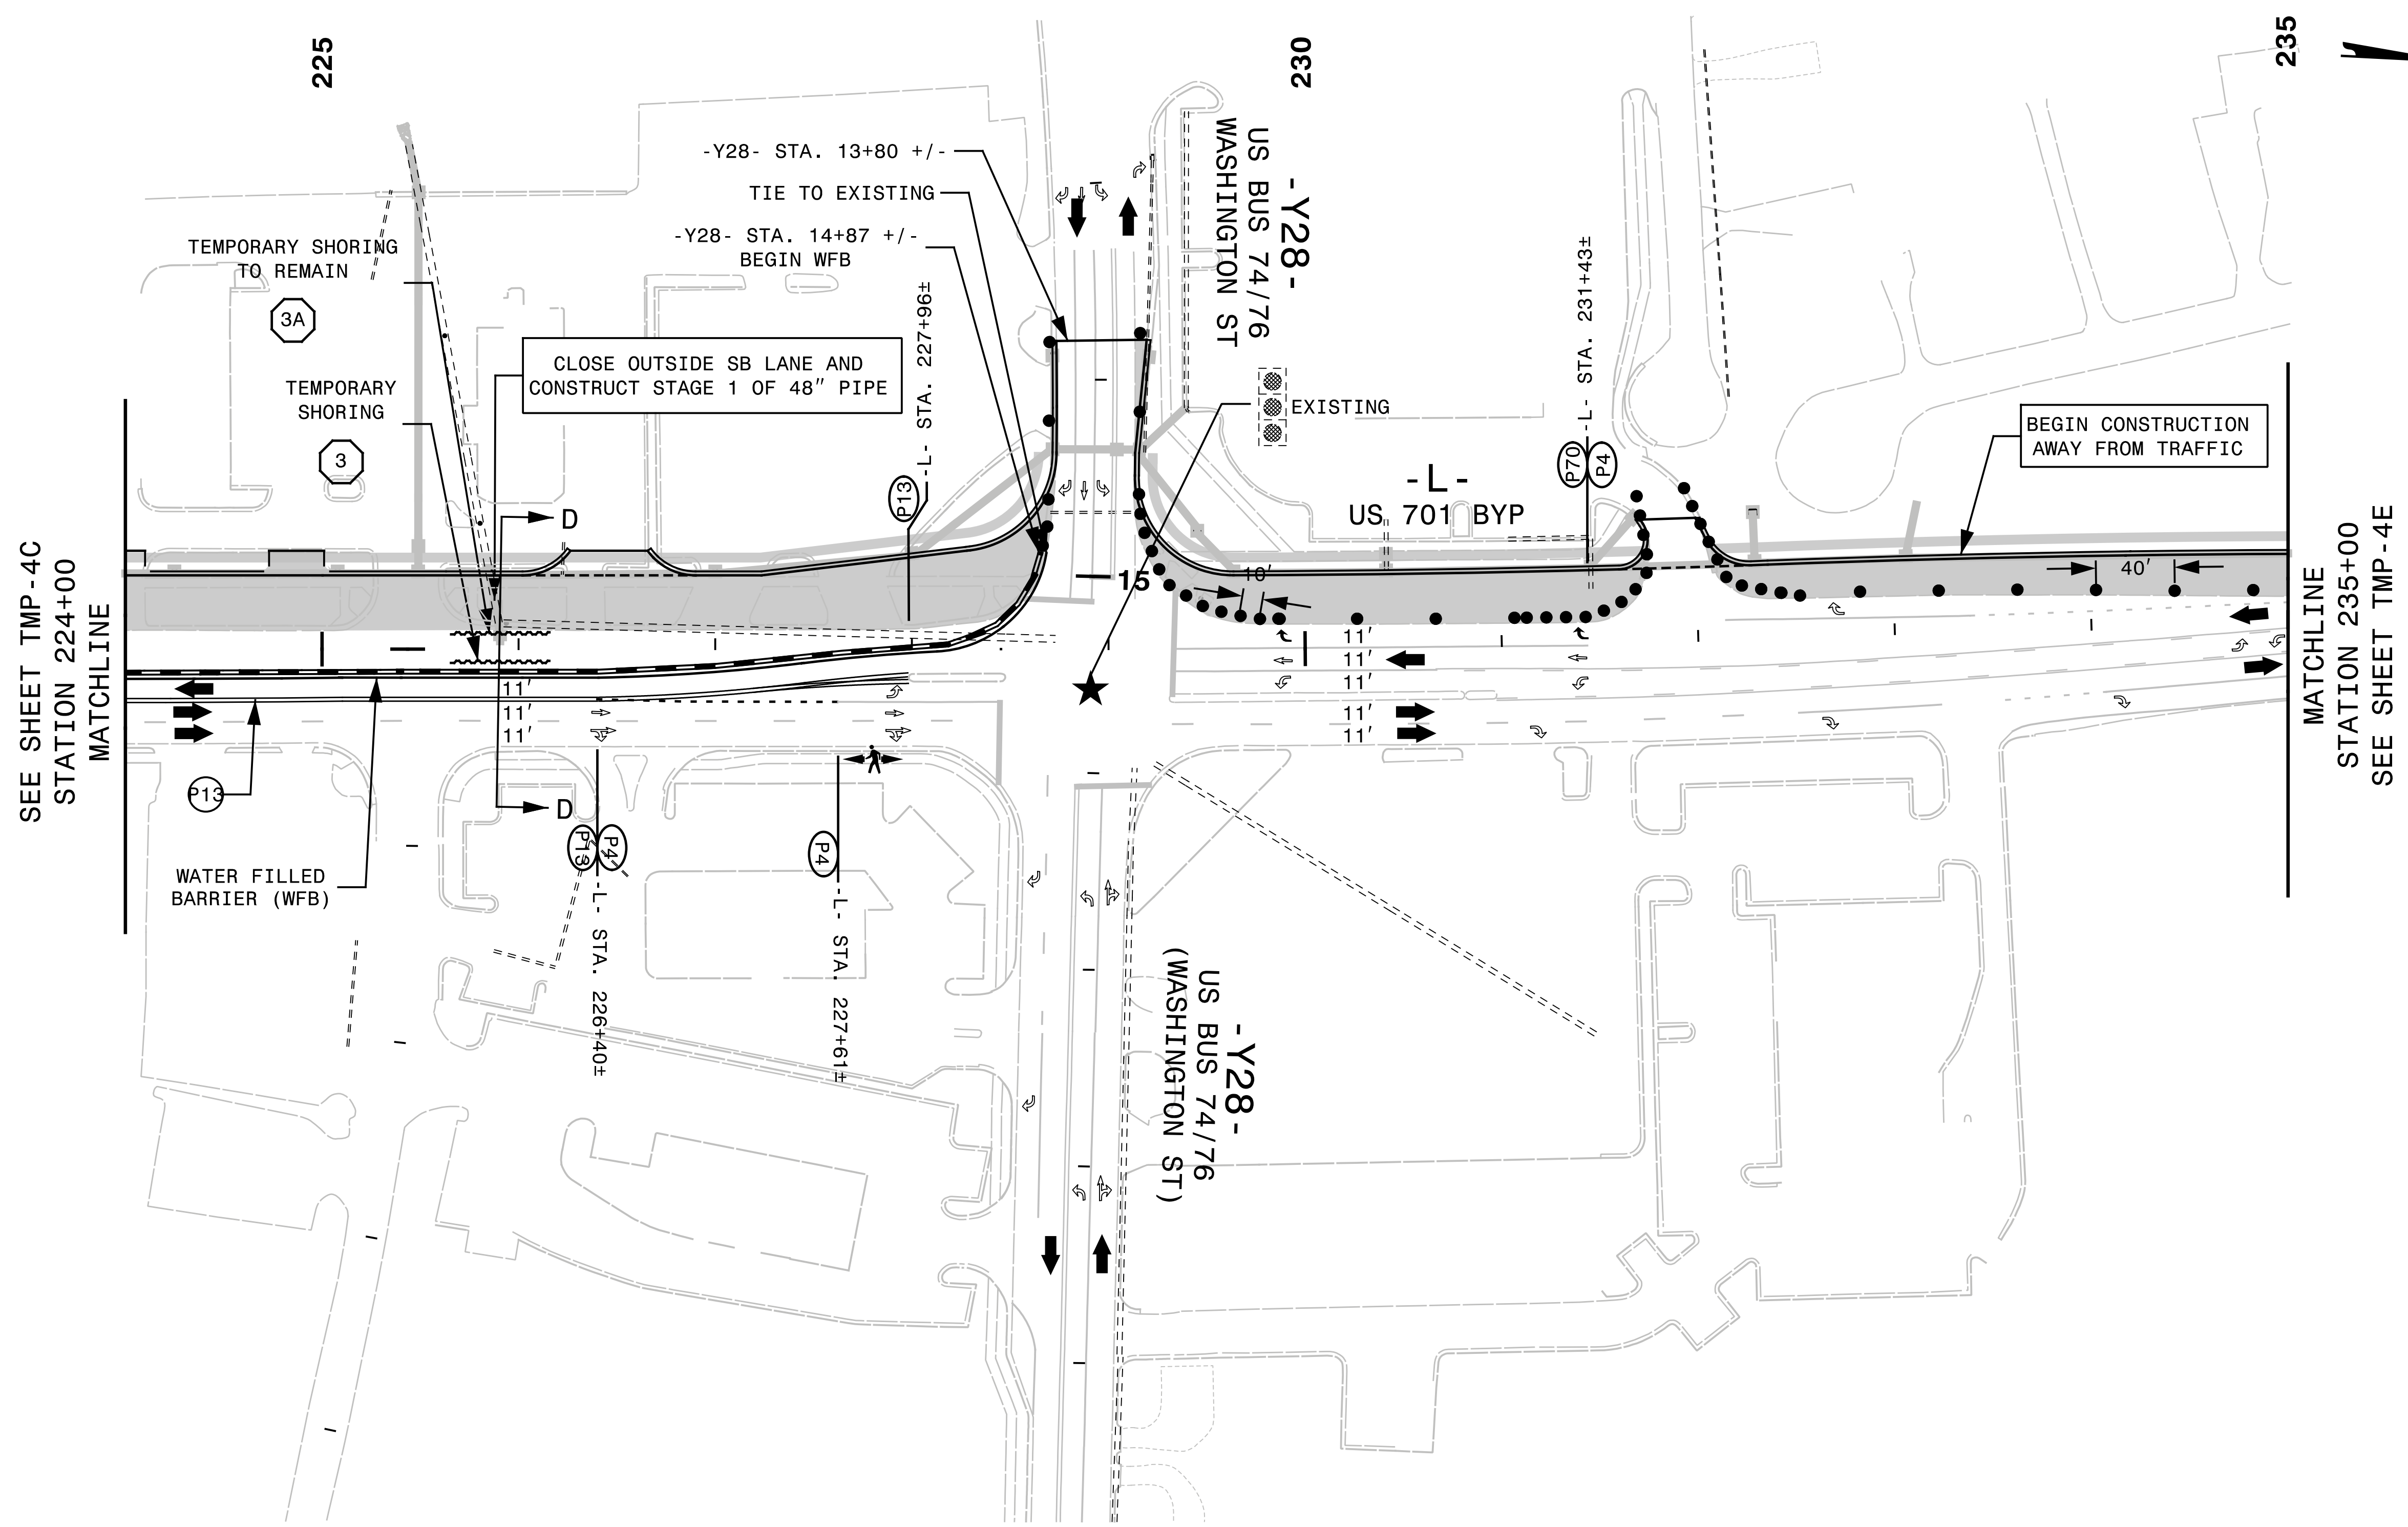 225
230
235
-Y28- STA. 13+80 +/-
TIE TO EXISTING
-Y28- STA. 14+87 +/-
BEGIN WFB
-Y28-
US BUS 74/76
WASHINGTON ST
TEMPORARY SHORING
TO REMAIN
3A
TEMPORARY
SHORING
3
CLOSE OUTSIDE SB LANE AND
CONSTRUCT STAGE 1 OF 48" PIPE
-L- STA. 227+96±
P13
EXISTING
-L- STA. 231+43±
P70
P4
-L-
US 701 BYP
BEGIN CONSTRUCTION
AWAY FROM TRAFFIC
D
15
10'
40'
SEE SHEET TMP-4C
STATION 224+00
MATCHLINE
MATCHLINE
STATION 235+00
SEE SHEET TMP-4E
11'
11'
11'
11'
11'
11'
11'
11'
P13
D
P13
P4
P4
WATER FILLED
BARRIER (WFB)
-L- STA. 226+40±
-L- STA. 227+61±
-Y28-
US BUS 74/76
(WASHINGTON ST)